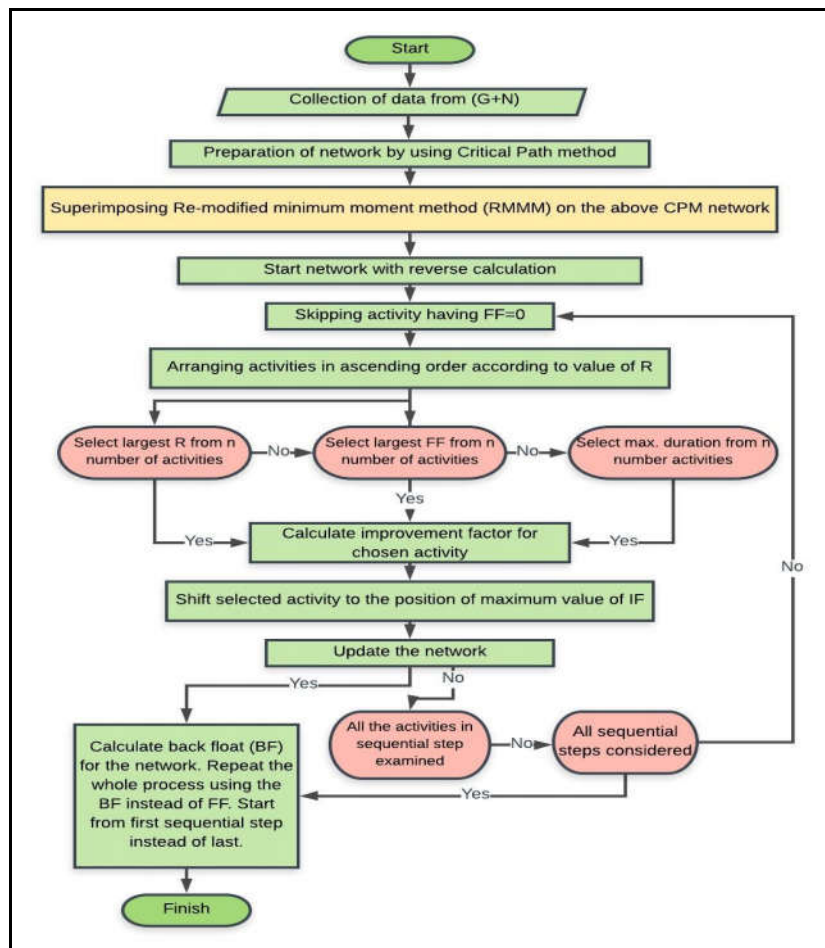 Start
Collection of data from (G+N)
Preparation of network by using Critical Path method
Superimposing Re-modified minimum moment method (RMMM) on the above CPM network
Start network with reverse calculation
Skipping activity having FF=0
Arranging activities in ascending order according to value of R
Select largest R from n
number of activities
No
Select largest FF from n
number of activities
No
Select max. duration from n
number activities
Yes
Yes
Yes
Calculate improvement factor for
chosen activity
No
Shift selected activity to the position of maximum value of IF
Update the network
Yes
No
All the activities in
sequential step
examined
No
All sequential
steps considered
Yes
Calculate back float (BF)
for the network. Repeat the
whole process using the
BF instead of FF. Start
from first sequential step
instead of last.
Finish